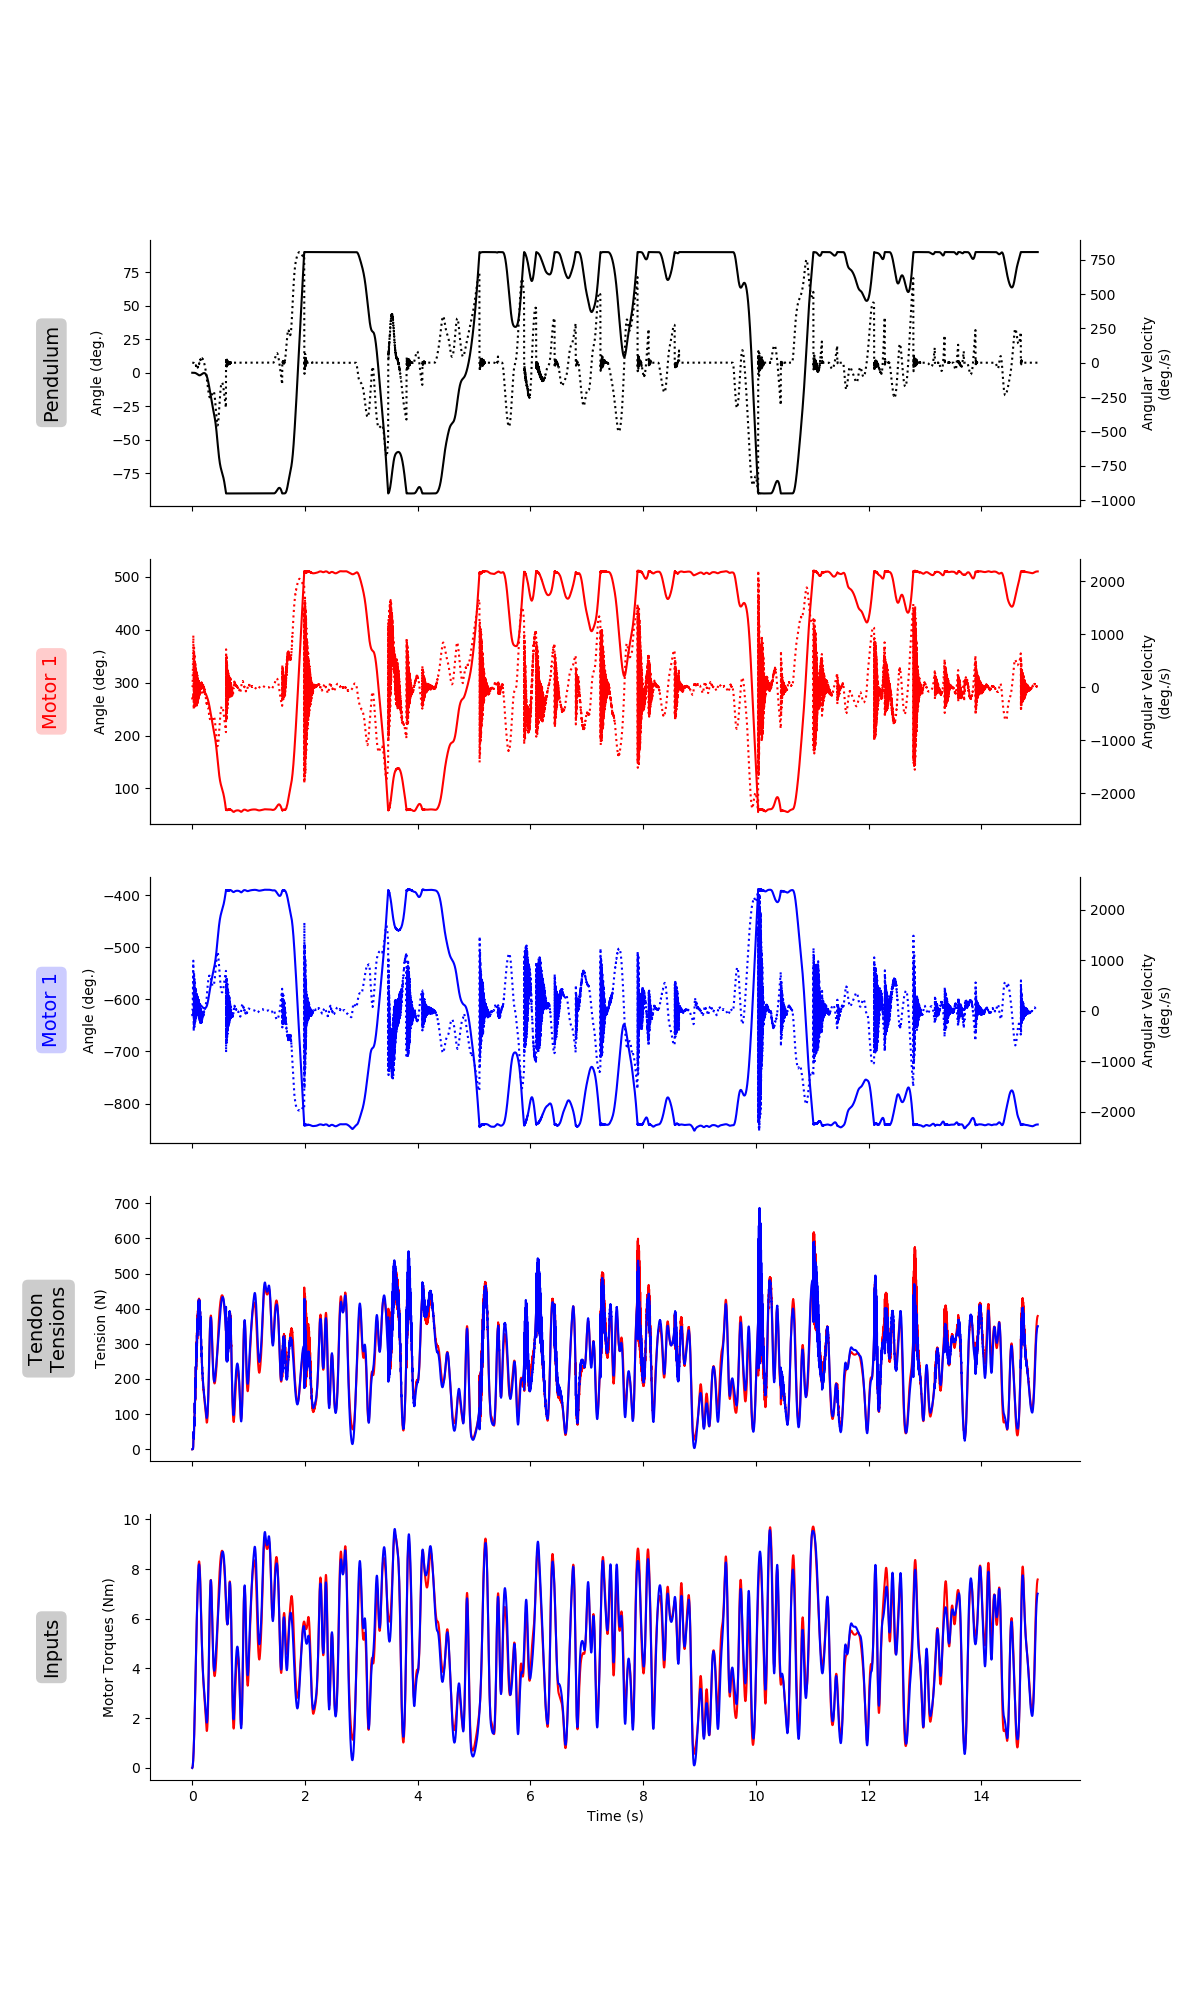 Pendulum
Angle (deg.)
75
50
25
0
−25
−50
−75
750
500
250
0
−250
−500
−750
−1000
Angular Velocity
(deg./s)
Motor 1
Angle (deg.)
500
400
300
200
100
2000
1000
0
−1000
−2000
Angular Velocity
(deg./s)
Motor 1
Angle (deg.)
−400
−500
−600
−700
−800
2000
1000
0
−1000
−2000
Angular Velocity
(deg./s)
Tendon
Tensions
Tension (N)
700
600
500
400
300
200
100
0
Inputs
Motor Torques (Nm)
10
8
6
4
2
0
0 2 4 6 8 10 12 14
Time (s)